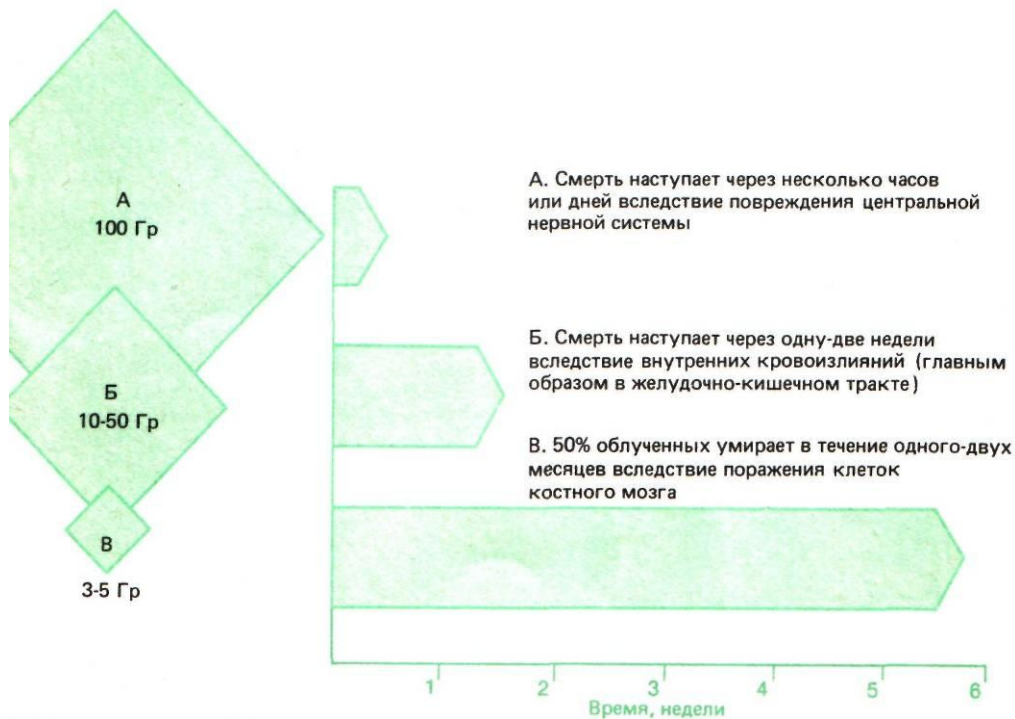 А
100 Гр
А. Смерть наступает через несколько часов
или дней вследствие повреждения центральной
нервной системы
Б
10-50 Гр
Б. Смерть наступает через одну-две недели
вследствие внутренних кровоизлияний (главным
образом в желудочно-кишечном тракте)
В
3-5 Гр
В. 50% облученных умирает в течение одного-двух
месяцев вследствие поражения клеток
костного мозга
1 2 3 4 5 6
Время, недели